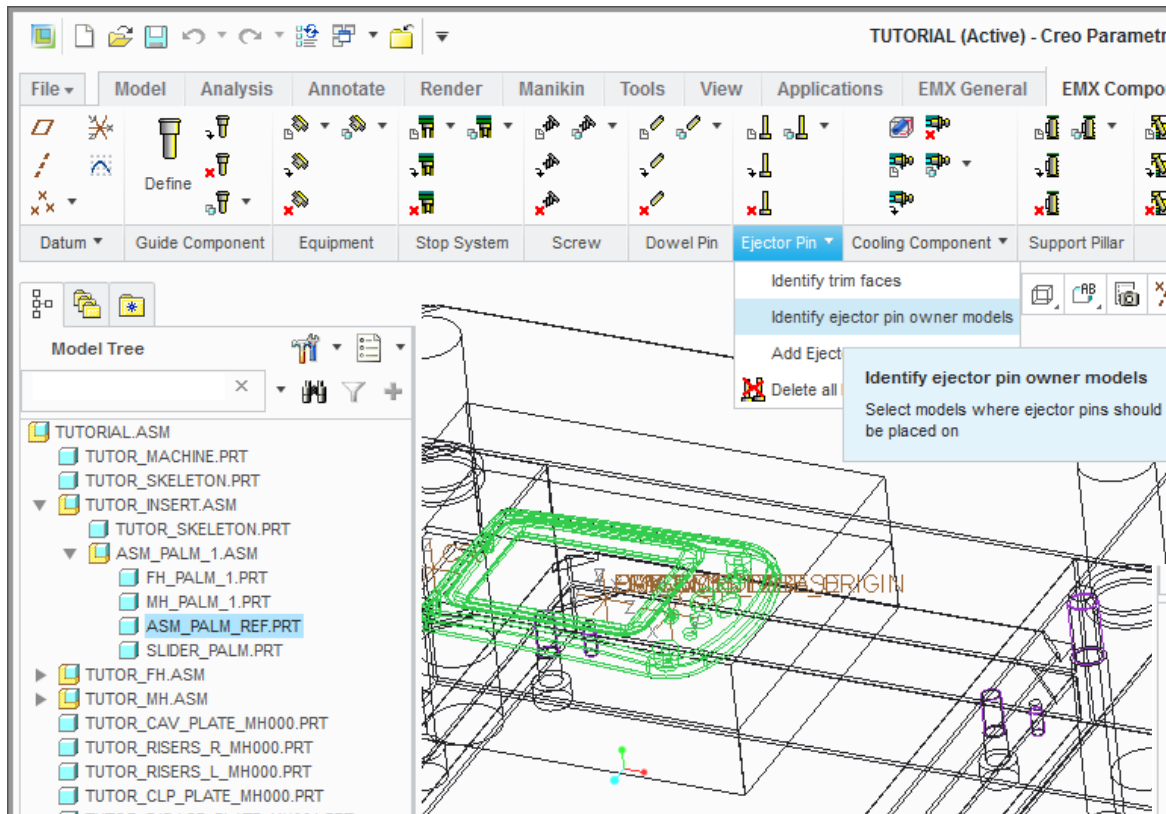 TUTORIAL (Active) - Creo Parametr
File
Model
Analysis
Annotate
Render
Manikin
Tools
View
Applications
EMX General
EMX Compo
Define
Datum
Guide Component
Equipment
Stop System
Screw
Dowel Pin
Ejector Pin
Cooling Component
Support Pillar
Identify trim faces
Identify ejector pin owner models
Add Eject
Delete all
Identify ejector pin owner models
Select models where ejector pins should
be placed on
Model Tree
TUTORIAL.ASM
TUTOR_MACHINE.PRT
TUTOR_SKELETON.PRT
TUTOR_INSERT.ASM
TUTOR_SKELETON.PRT
ASM_PALM_1.ASM
FH_PALM_1.PRT
MH_PALM_1.PRT
ASM_PALM_REF.PRT
SLIDER_PALM.PRT
TUTOR_FH.ASM
TUTOR_MH.ASM
TUTOR_CAV_PLATE_MH000.PRT
TUTOR_RISERS_R_MH000.PRT
TUTOR_RISERS_L_MH000.PRT
TUTOR_CLP_PLATE_MH000.PRT